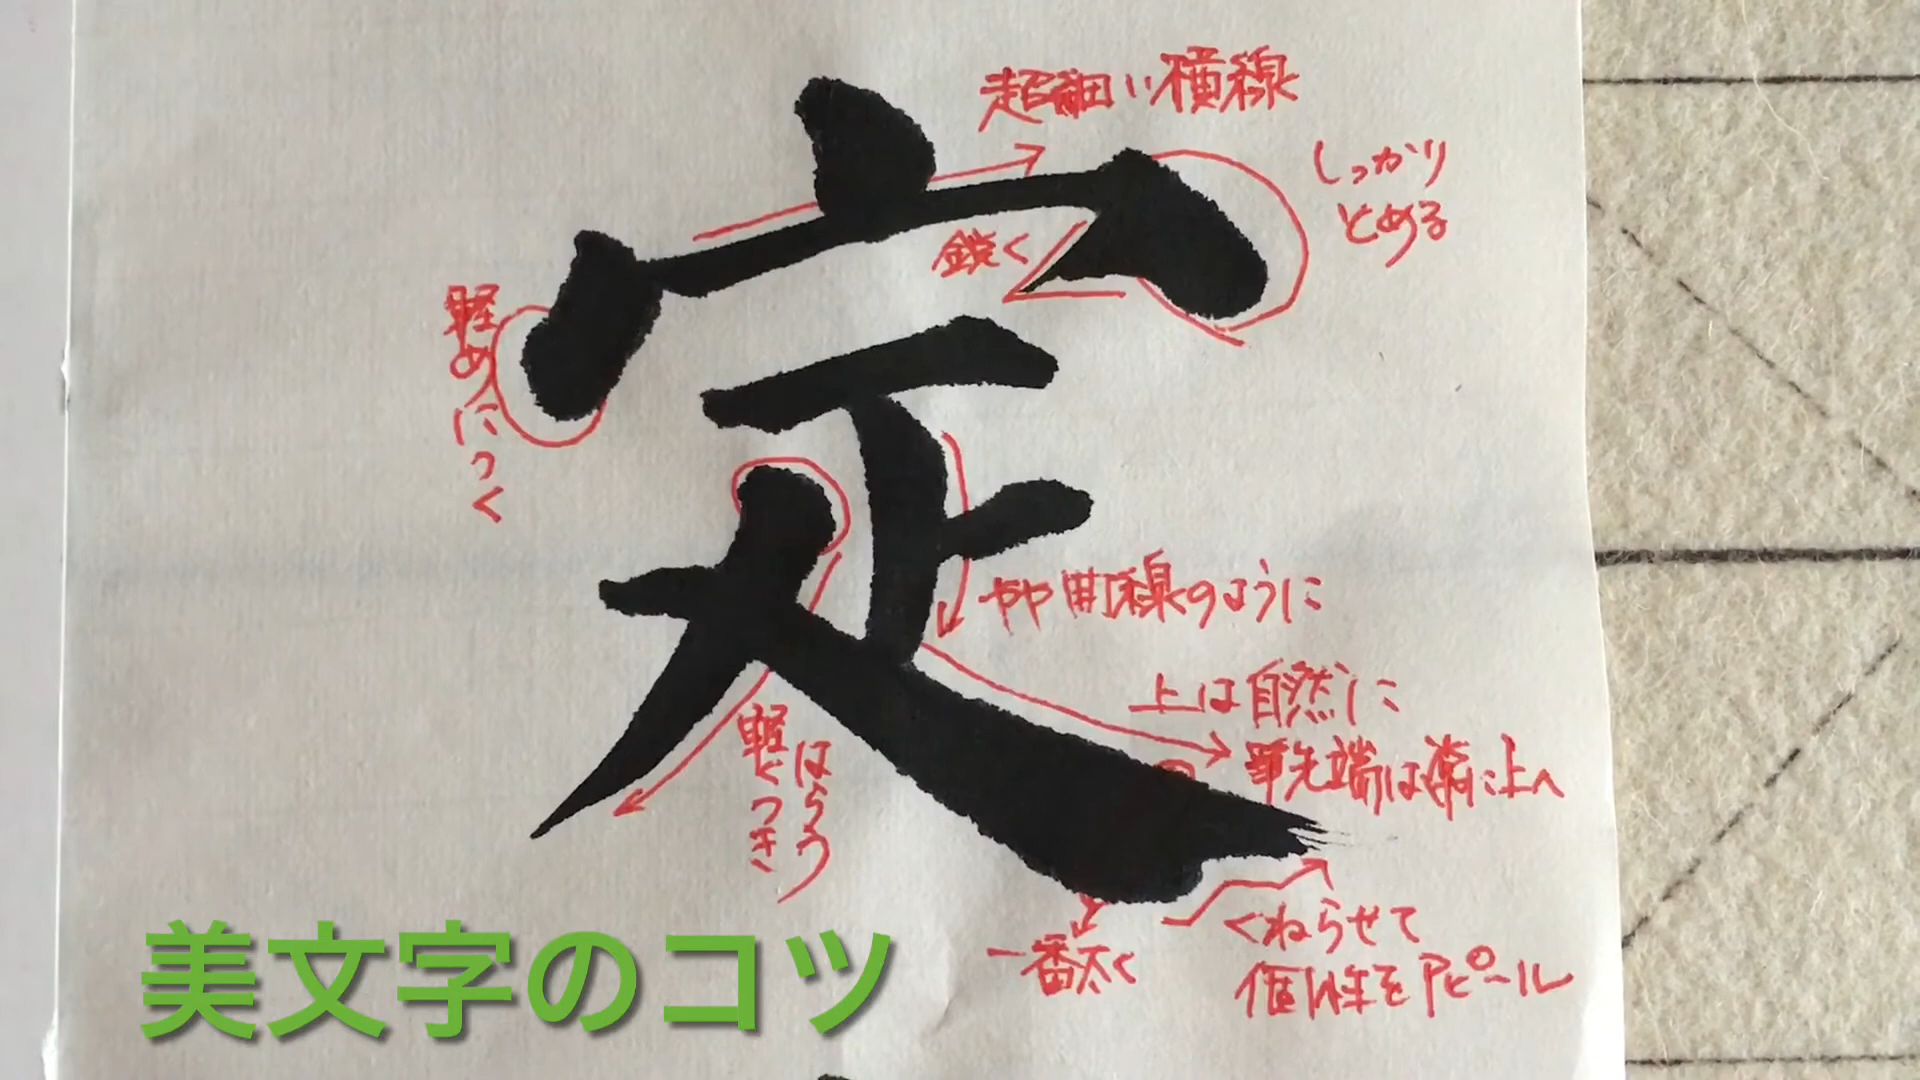 超細い横線
しっかり
とめる
鋭く
軽めにつく
定
やや曲線のように
上は自然に
筆先端は常に上へ
軽くつき
はらう
一番太く
くねらせて
個性をアピール
美文字のコツ